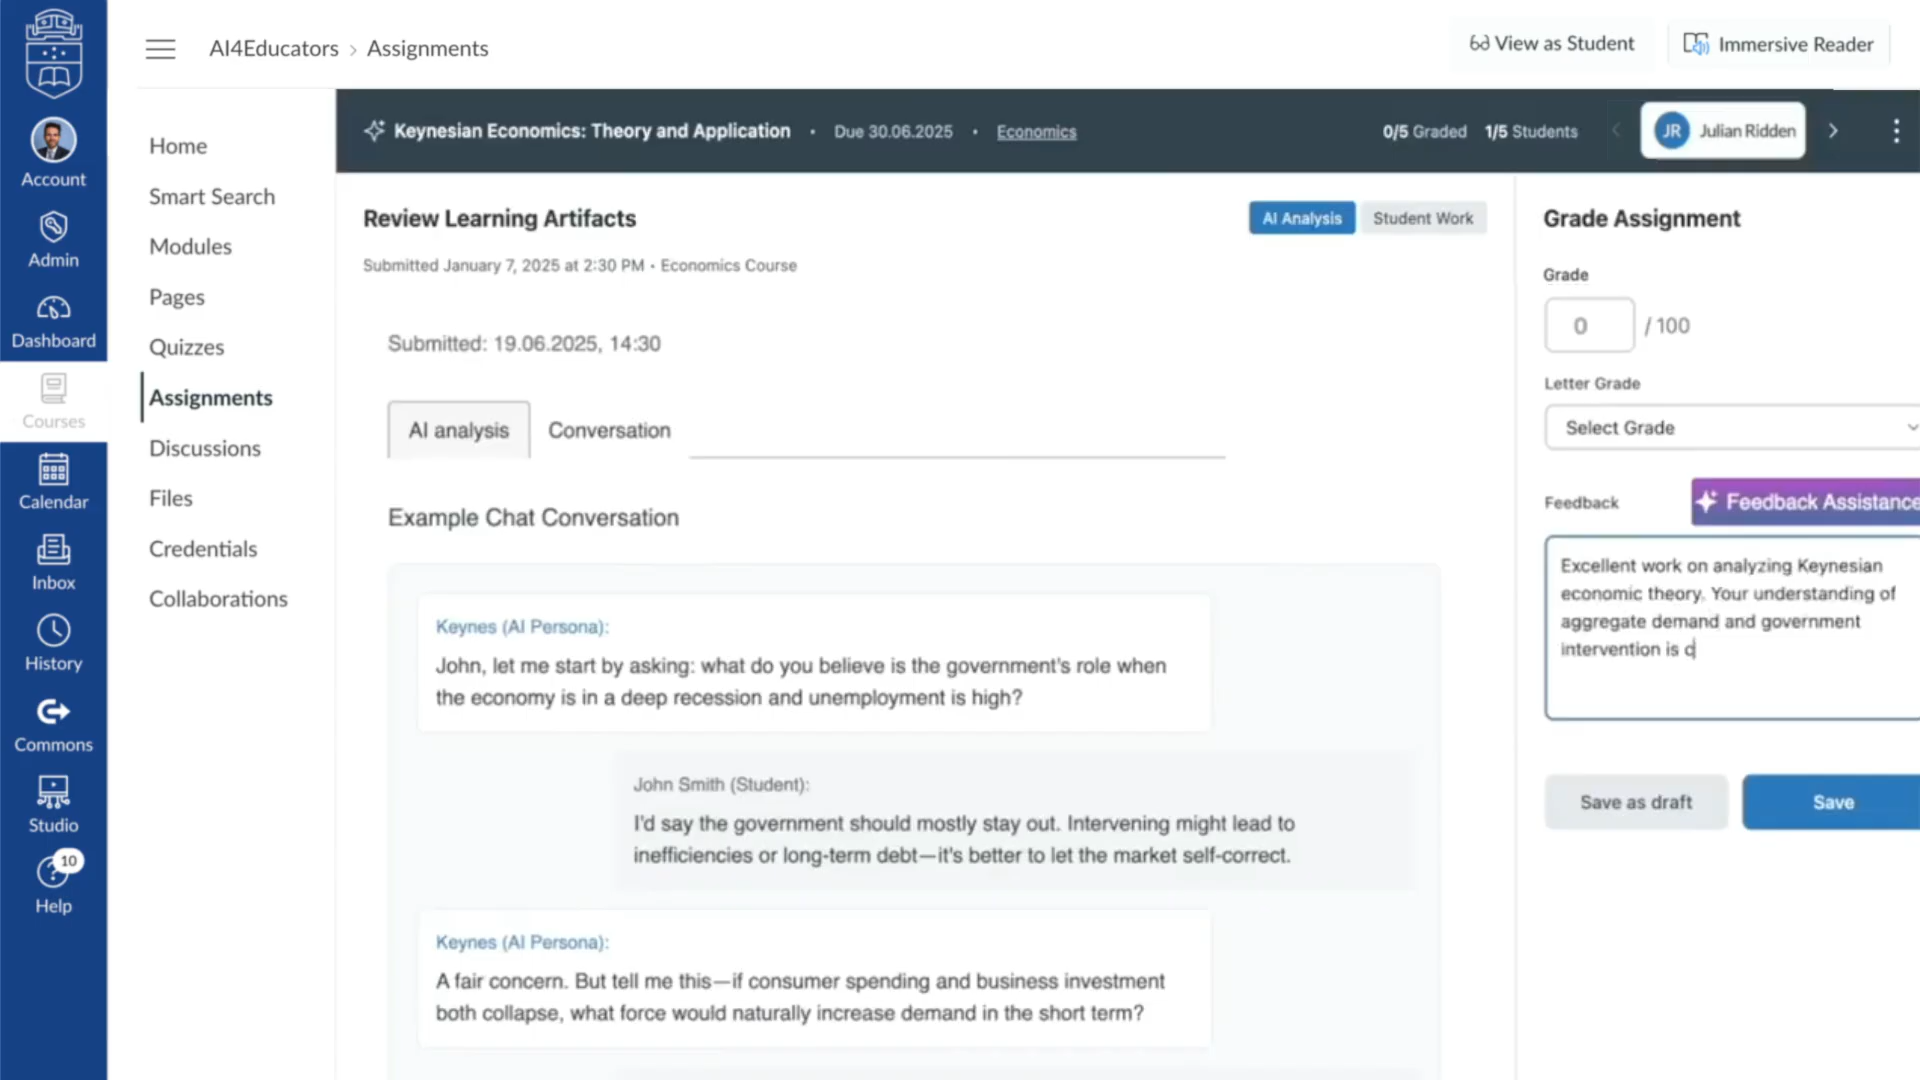 AI4Educators › Assignments
View as Student
Immersive Reader
Account
Admin
Dashboard
Courses
Calendar
Inbox
History
Commons
Studio
10
Help
Home
Smart Search
Modules
Pages
Quizzes
Assignments
Discussions
Files
Credentials
Collaborations
Keynesian Economics: Theory and Application • Due 30.06.2025 • Economics
0/5 Graded 1/5 Students
JR Julian Ridden
Review Learning Artifacts
AI Analysis
Student Work
Submitted January 7, 2025 at 2:30 PM • Economics Course
Submitted: 19.06.2025, 14:30
AI analysis
Conversation
Example Chat Conversation
Keynes (AI Persona):
John, let me start by asking: what do you believe is the government's role when
the economy is in a deep recession and unemployment is high?
John Smith (Student):
I'd say the government should mostly stay out. Intervening might lead to
inefficiencies or long-term debt—it's better to let the market self-correct.
Keynes (AI Persona):
A fair concern. But tell me this—if consumer spending and business investment
both collapse, what force would naturally increase demand in the short term?
Grade Assignment
Grade
0 / 100
Letter Grade
Select Grade
Feedback
Feedback Assistance
Excellent work on analyzing Keynesian
economic theory. Your understanding of
aggregate demand and government
intervention is c
Save as draft
Save